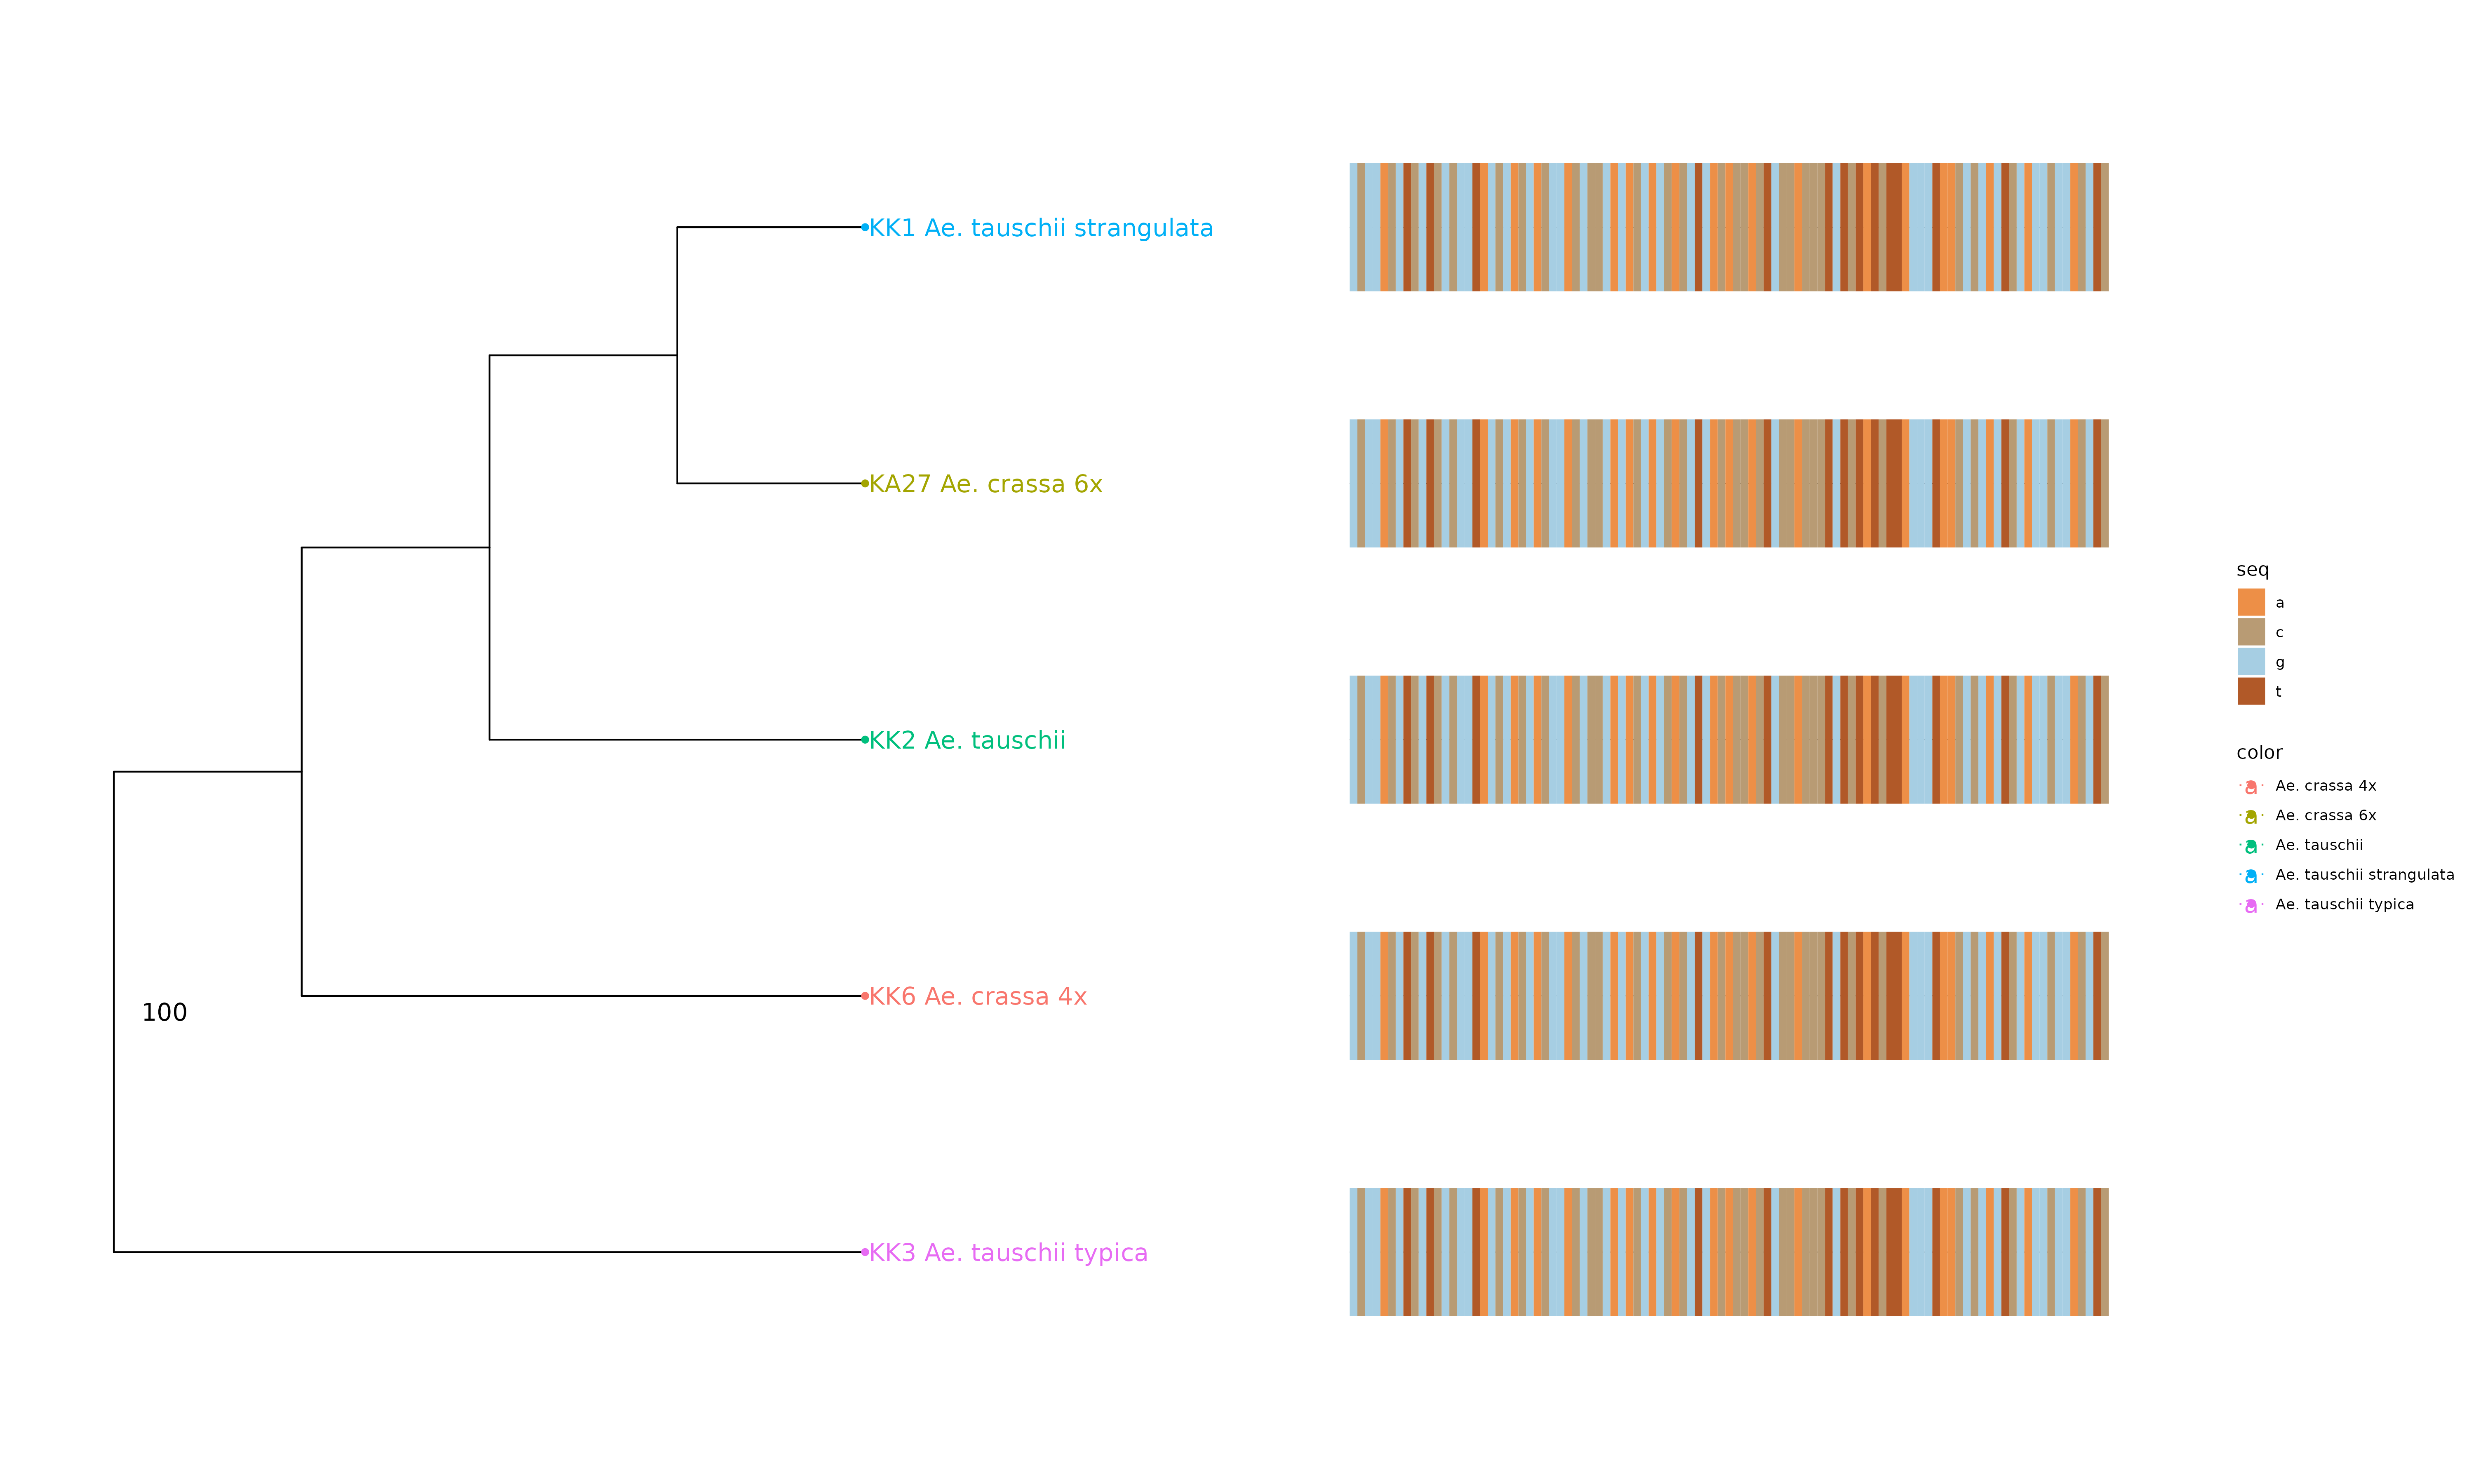 KK1 Ae. tauschii strangulata
KA27 Ae. crassa 6x
KK2 Ae. tauschii
KK6 Ae. crassa 4x
100
KK3 Ae. tauschii typica
seq
a
c
g
t
color
a Ae. crassa 4x
a Ae. crassa 6x
a Ae. tauschii
a Ae. tauschii strangulata
a Ae. tauschii typica